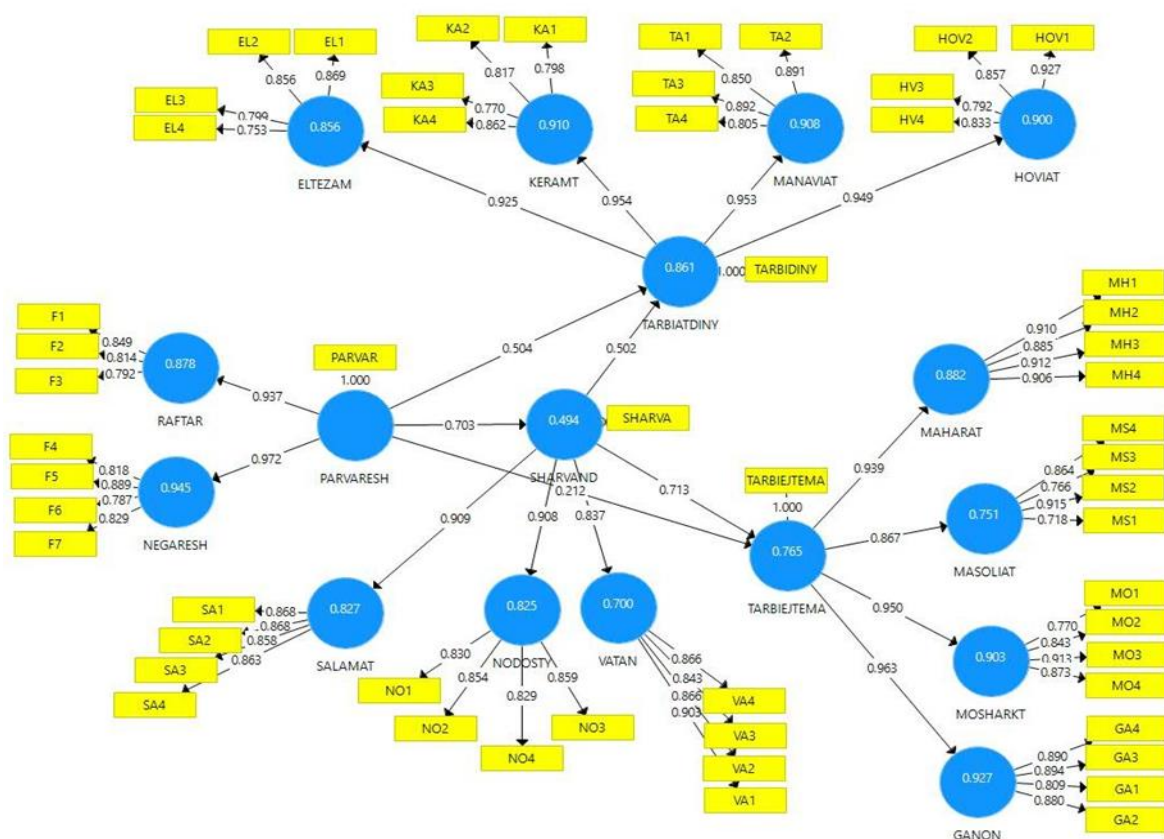 KA2
KA1
EL2
EL1
TA1
TA2
HOV2
HOV1
0.856
0.869
0.817
0.798
0.850
0.891
0.857
0.927
EL3
EL4
0.799
0.753
0.856
KA3
KA4
0.770
0.862
0.910
TA3
TA4
0.892
0.805
0.908
HV3
HV4
0.792
0.833
0.900
ELTEZAM
KERAMT
MANAVIAT
HOVIAT
0.925
0.954
0.953
0.949
0.861
1.000
TARBIDINY
TARBIATDINY
F1
F2
F3
0.849
0.814
0.792
0.878
RAFTAR
PARVAR
1.000
0.504
0.502
MH1
MH2
MH3
MH4
0.910
0.885
0.912
0.906
0.882
MAHARAT
0.937
0.703
0.494
SHARVA
PARVARESH
SHARVAND
F4
F5
F6
F7
0.818
0.889
0.787
0.829
0.945
NEGARESH
0.972
0.212
0.713
TARBIEJTEMA
1.000
0.765
TARBIEJTEMA
0.939
MS4
MS3
MS2
MS1
0.864
0.766
0.915
0.718
0.751
MASOLIAT
0.867
0.909
0.908
0.837
SA1
SA2
SA3
SA4
0.868
0.868
0.858
0.863
0.827
SALAMAT
0.825
NODOSTY
0.700
VATAN
0.950
MO1
MO2
MO3
MO4
0.770
0.843
0.913
0.873
0.903
MOSHARKT
0.963
0.830
0.854
0.829
0.859
NO1
NO2
NO4
NO3
0.866
0.843
0.866
0.903
VA4
VA3
VA2
VA1
0.927
GANON
0.890
0.894
0.809
0.880
GA4
GA3
GA1
GA2